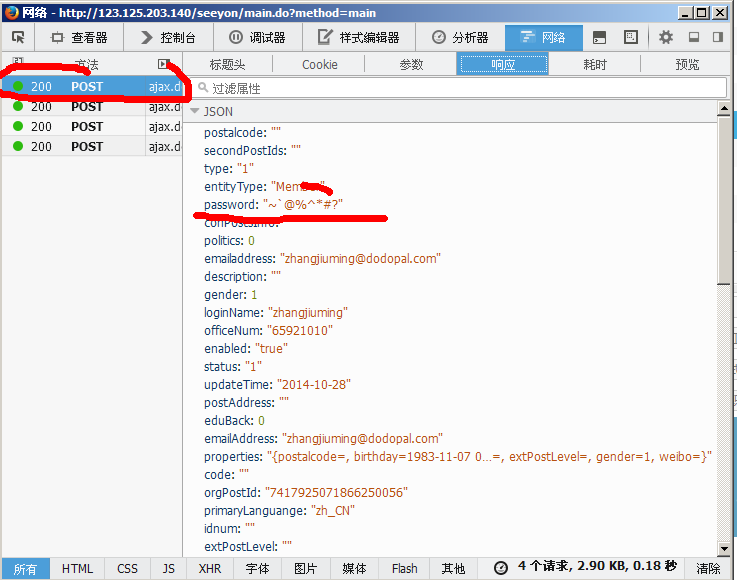 网络 - http://123.125.203.140/seeyon/main.do?method=main
查看器 控制台 调试器 样式编辑器 分析器 网络
方法 标题头 Cookie 参数 响应 耗时 预览
200 POST ajax.d
过滤属性
200 POST ajax.d
JSON
200 POST ajax.d
200 POST ajax.d
postalcode: ""
secondPostIds: ""
type: "1"
entityType: "Member"
password: "~`@%^*#?"
conPostsInfo:
politics: 0
emailaddress: "zhangjiuming@dodopal.com"
description: ""
gender: 1
loginName: "zhangjiuming"
officeNum: "65921010"
enabled: "true"
status: "1"
updateTime: "2014-10-28"
postAddress: ""
eduBack: 0
emailAddress: "zhangjiuming@dodopal.com"
properties: "{postalcode=, birthday=1983-11-07 0...=, extPostLevel=, gender=1, weibo=}"
code: ""
orgPostId: "7417925071866250056"
primaryLanguange: "zh_CN"
idnum: ""
extPostLevel: ""
所有 HTML CSS JS XHR 字体 图片 媒体 Flash 其他 4 个请求, 2.90 KB, 0.18 秒 清除